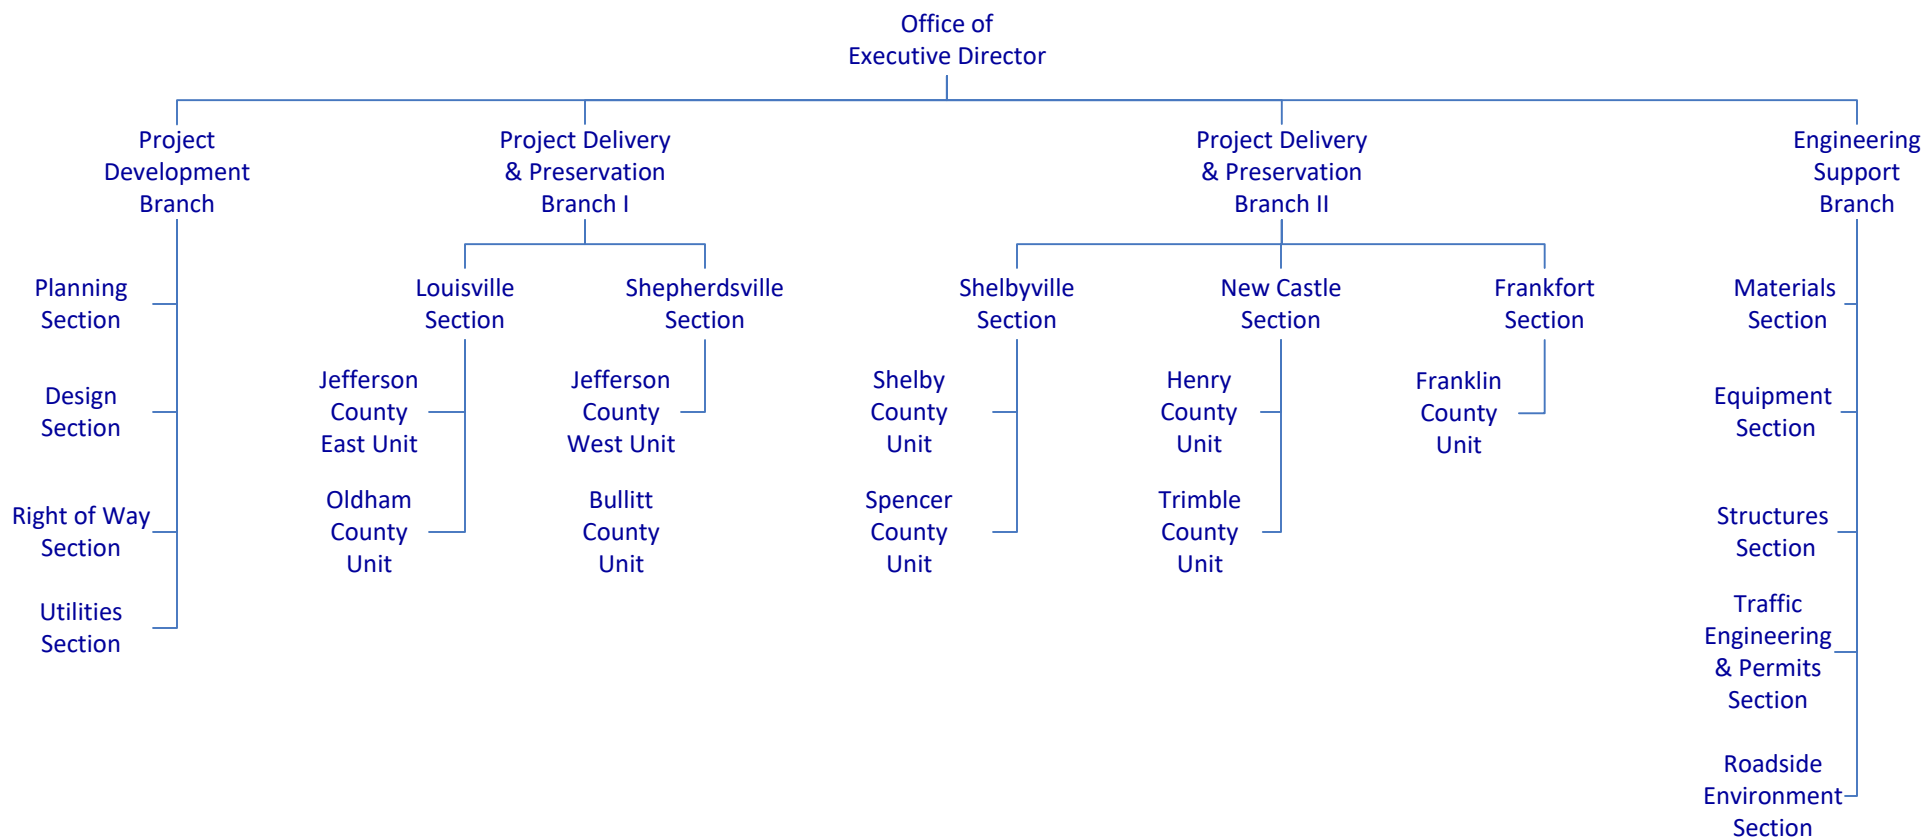 Office of
Executive Director
Project
Development
Branch
Project Delivery
& Preservation
Branch I
Project Delivery
& Preservation
Branch II
Engineering
Support
Branch
Planning
Section
Design
Section
Right of Way
Section
Utilities
Section
Louisville
Section
Jefferson
County
East Unit
Oldham
County
Unit
Shepherdsville
Section
Jefferson
County
West Unit
Bullitt
County
Unit
Shelbyville
Section
Shelby
County
Unit
Spencer
County
Unit
New Castle
Section
Henry
County
Unit
Trimble
County
Unit
Frankfort
Section
Franklin
County
Unit
Materials
Section
Equipment
Section
Structures
Section
Traffic
Engineering
& Permits
Section
Roadside
Environment
Section